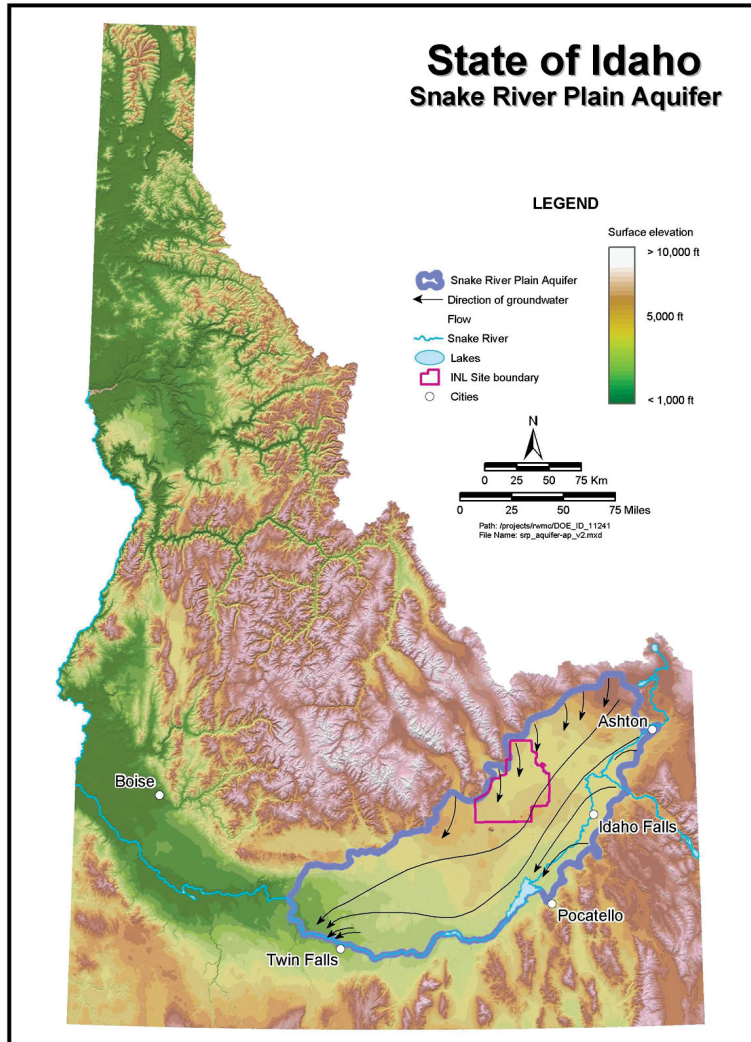 State of Idaho
Snake River Plain Aquifer
LEGEND
Surface elevation
> 10,000 ft
5,000 ft
< 1,000 ft
Snake River Plain Aquifer
Direction of groundwater
Flow
Snake River
Lakes
INL Site boundary
Cities
N
0 25 50 75 Km
0 25 50 75 Miles
Path: /projects/rwmc/DOE_ID_11241
File Name: srp_aquifer-ap_v2.mxd
Ashton
Boise
Idaho Falls
Pocatello
Twin Falls